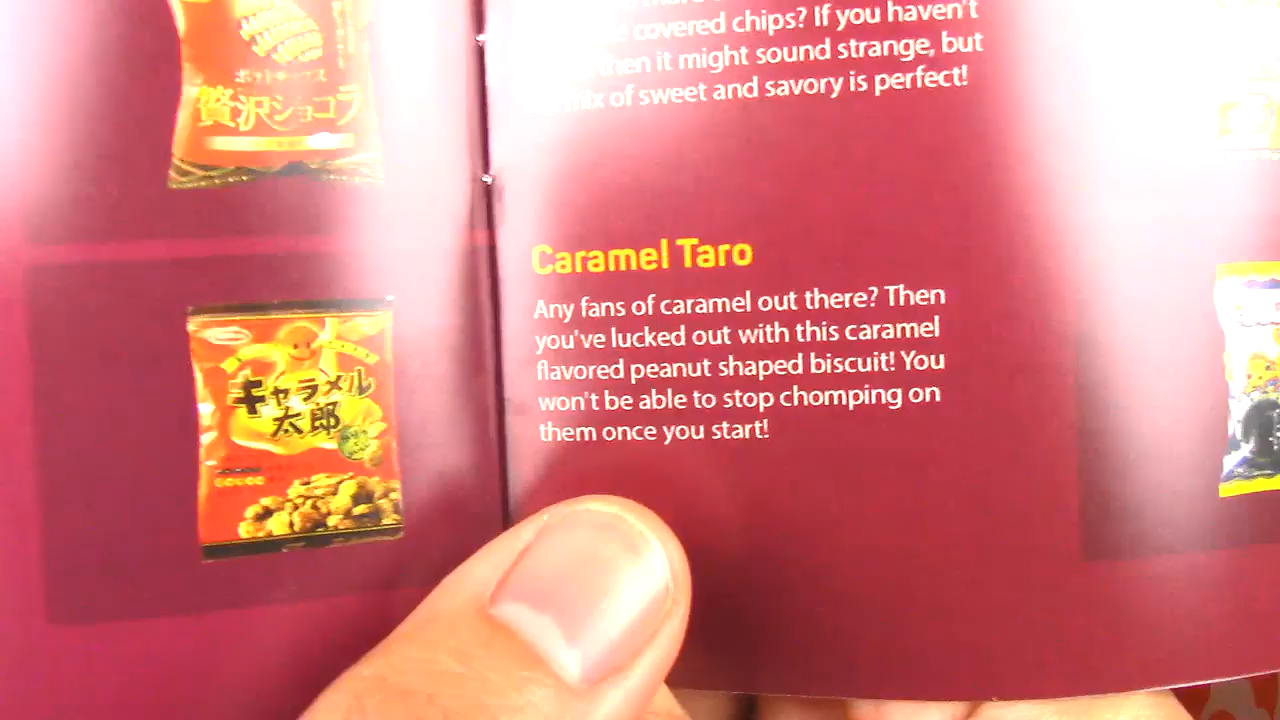 ポテトチップス
贅沢ショコラ
covered chips? If you haven't
then it might sound strange, but
mix of sweet and savory is perfect!
Caramel Taro
Any fans of caramel out there? Then
you've lucked out with this caramel
flavored peanut shaped biscuit! You
won't be able to stop chomping on
them once you start!
キャラメル
太郎